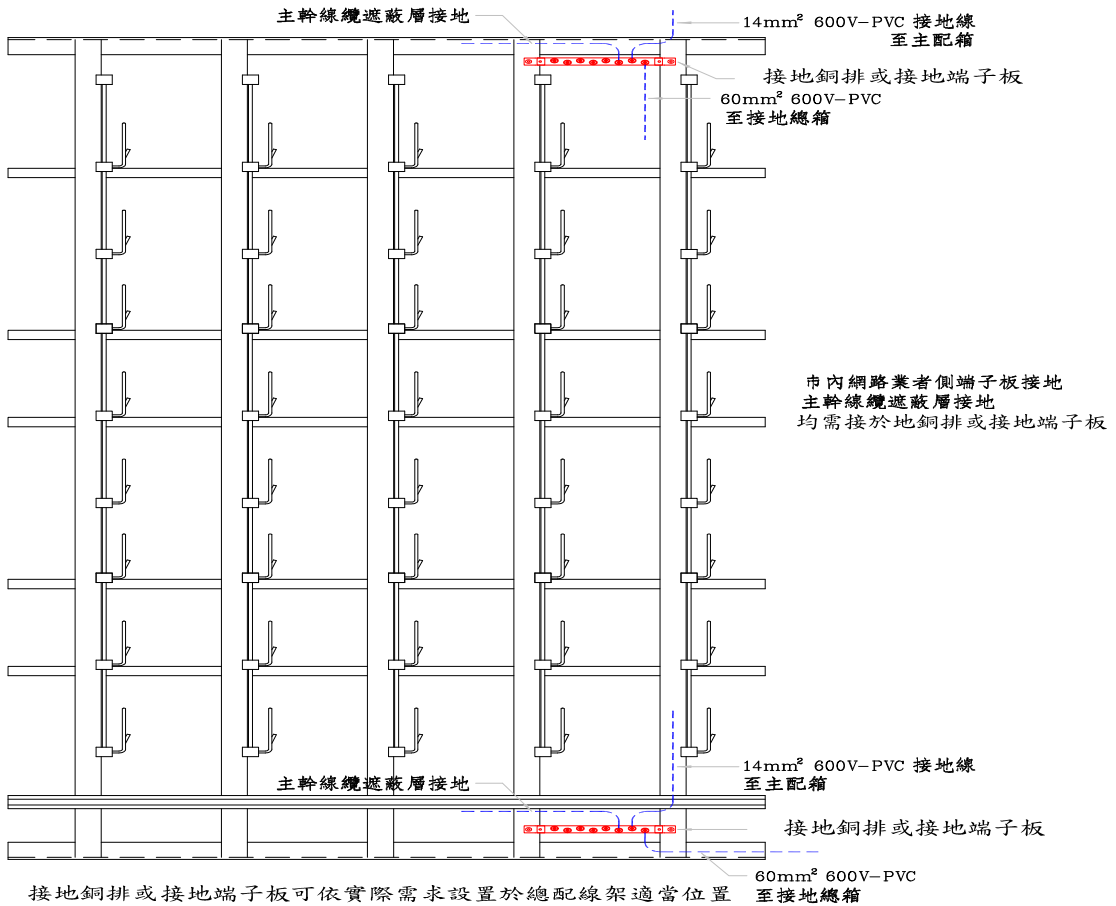 主幹線纜遮蔽層接地
14mm² 600V-PVC 接地線
至主配箱
接地銅排或接地端子板
60mm² 600V-PVC
至接地總箱
市內網路業者側端子板接地
主幹線纜遮蔽層接地
均需接於地銅排或接地端子板
14mm² 600V-PVC 接地線
至主配箱
主幹線纜遮蔽層接地
接地銅排或接地端子板
60mm² 600V-PVC
至接地總箱
接地銅排或接地端子板可依實際需求設置於總配線架適當位置